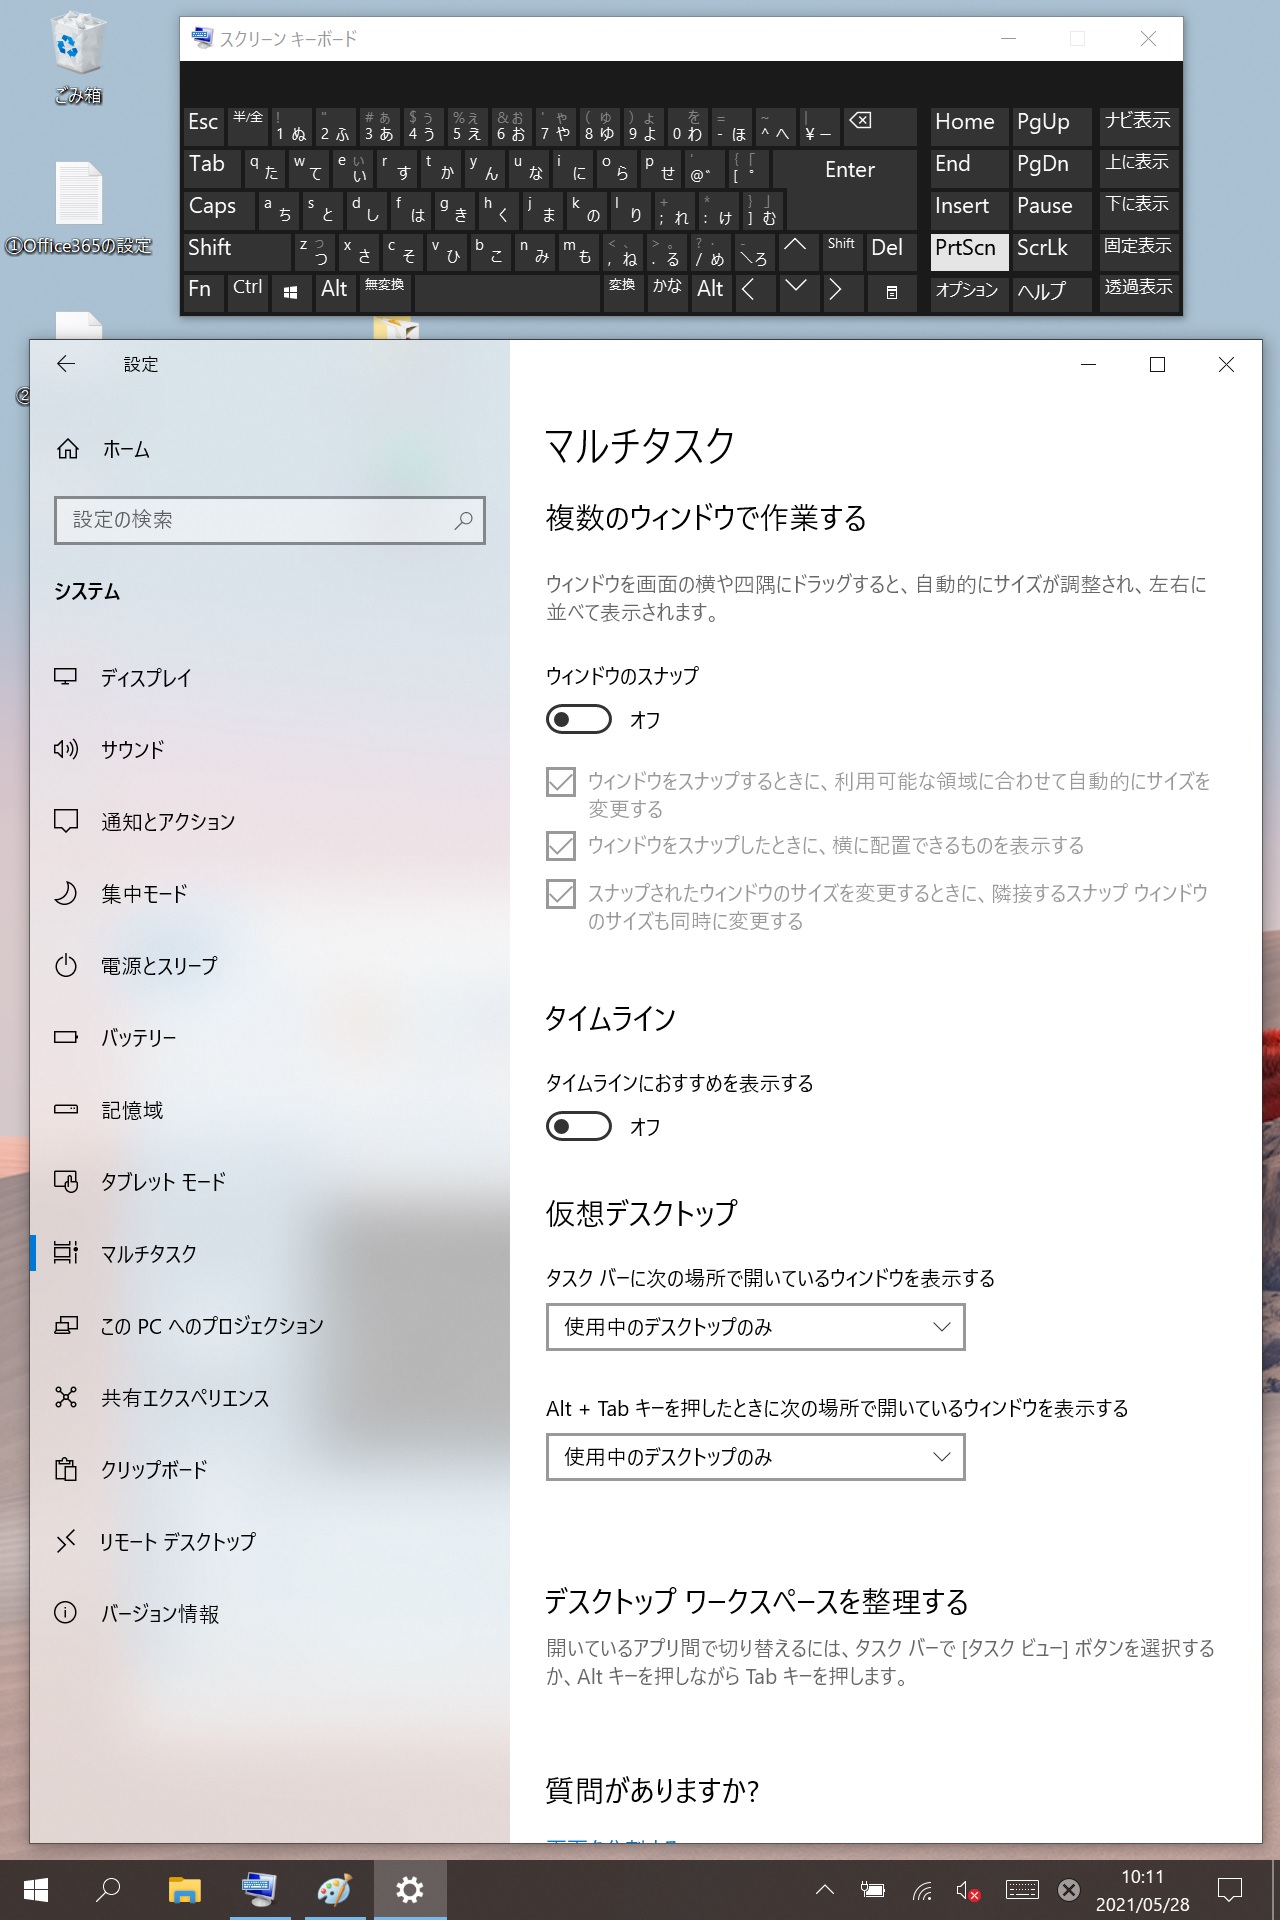 ごみ箱
①Office365の設定
②
スクリーン キーボード
Esc 半/全 ! 1 ぬ " 2 ふ # ぁ 3 あ $ ぅ 4 う % ぇ 5 え & ぉ 6 お ' ゃ 7 や ( ゅ 8 ゆ ) ょ 9 よ を 0 わ = - ほ ~ ^ へ | ¥ ー Home PgUp ナビ表示
Tab q た w て e ぃ い r す t か y ん u な i に o ら p せ ` @ ゛ { 「 [ ゜ Enter End PgDn 上に表示
Caps a ち s と d し f は g き h く j ま k の l り + ; れ * : け } 」 ] む Insert Pause 下に表示
Shift z っ つ x さ c そ v ひ b こ n み m も < 、 , ね > 。 . る ? ・ / め _ \ ろ Shift Del PrtScn ScrLk 固定表示
Fn Ctrl Alt 無変換 変換 かな Alt オプション ヘルプ 透過表示
設定
ホーム
設定の検索
システム
ディスプレイ
サウンド
通知とアクション
集中モード
電源とスリープ
バッテリー
記憶域
タブレット モード
マルチタスク
この PC へのプロジェクション
共有エクスペリエンス
クリップボード
リモート デスクトップ
バージョン情報
マルチタスク
複数のウィンドウで作業する
ウィンドウを画面の横や四隅にドラッグすると、自動的にサイズが調整され、左右に
並べて表示されます。
ウィンドウのスナップ
オフ
ウィンドウをスナップするときに、利用可能な領域に合わせて自動的にサイズを
変更する
ウィンドウをスナップしたときに、横に配置できるものを表示する
スナップされたウィンドウのサイズを変更するときに、隣接するスナップ ウィンドウ
のサイズも同時に変更する
タイムライン
タイムラインにおすすめを表示する
オフ
仮想デスクトップ
タスク バーに次の場所で開いているウィンドウを表示する
使用中のデスクトップのみ
Alt + Tab キーを押したときに次の場所で開いているウィンドウを表示する
使用中のデスクトップのみ
デスクトップ ワークスペースを整理する
開いているアプリ間で切り替えるには、タスク バーで [タスク ビュー] ボタンを選択する
か、Alt キーを押しながら Tab キーを押します。
質問がありますか?
10:11
2021/05/28